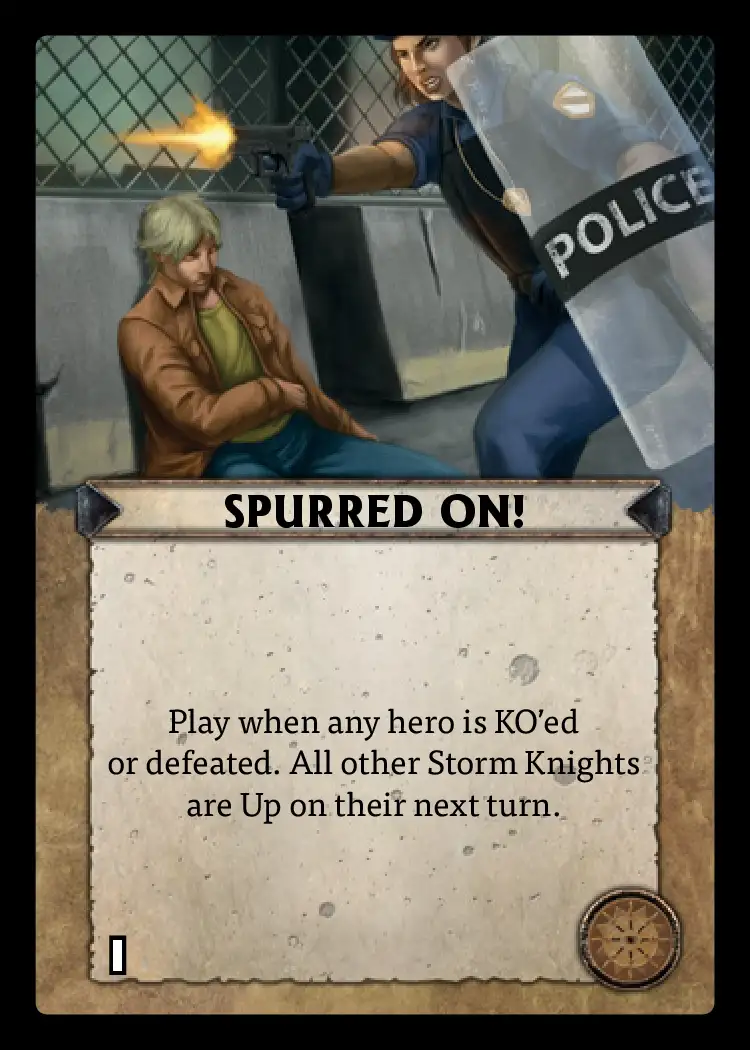 POLICE
SPURRED ON!
Play when any hero is KO’ed
or defeated. All other Storm Knights
are Up on their next turn.